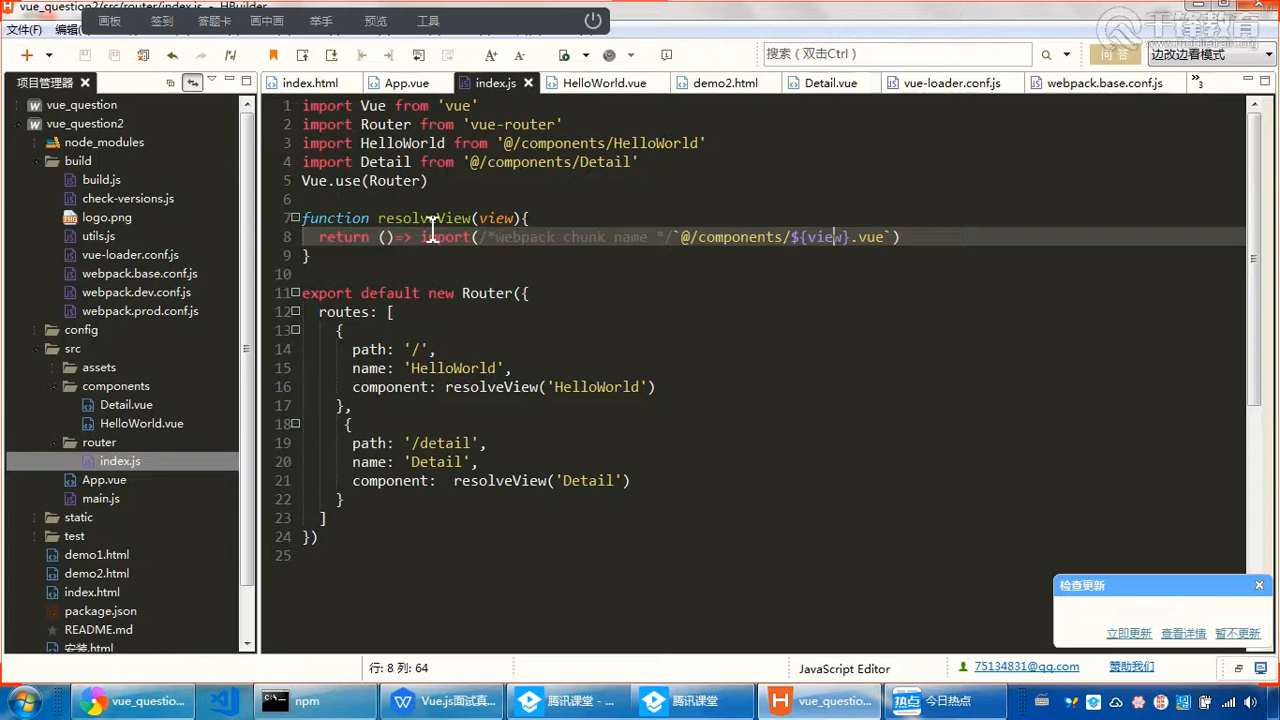 vue_question2/src/router/index.js - HBuilder
画板 签到 答题卡 画中画 举手 预览 工具
文件(F) 编辑
搜索（双击Ctrl）
问答
边改边看模式
千锋教育
项目管理器
index.html App.vue index.js HelloWorld.vue demo2.html Detail.vue vue-loader.conf.js webpack.base.conf.js
vue_question
vue_question2
node_modules
build
build.js
check-versions.js
logo.png
utils.js
vue-loader.conf.js
webpack.base.conf.js
webpack.dev.conf.js
webpack.prod.conf.js
config
src
assets
components
Detail.vue
HelloWorld.vue
router
index.js
App.vue
main.js
static
test
demo1.html
demo2.html
index.html
package.json
README.md
安装.html
1 import Vue from 'vue'
2 import Router from 'vue-router'
3 import HelloWorld from '@/components/HelloWorld'
4 import Detail from '@/components/Detail'
5 Vue.use(Router)
6
7 function resolveView(view){
8 return ()=> import(/*webpack chunk name */`@/components/${view}.vue`)
9 }
10
11 export default new Router({
12 routes: [
13 {
14 path: '/',
15 name: 'HelloWorld',
16 component: resolveView('HelloWorld')
17 },
18 {
19 path: '/detail',
20 name: 'Detail',
21 component:  resolveView('Detail')
22 }
23 ]
24 })
25
检查更新
立即更新 查看详情 暂不更新
行: 8 列: 64
JavaScript Editor
75134831@qq.com
赞助我们
vue_questio...
npm
Vue.js面试真...
腾讯课堂 - ...
腾讯课堂
vue_questio...
热点 今日热点
20:09